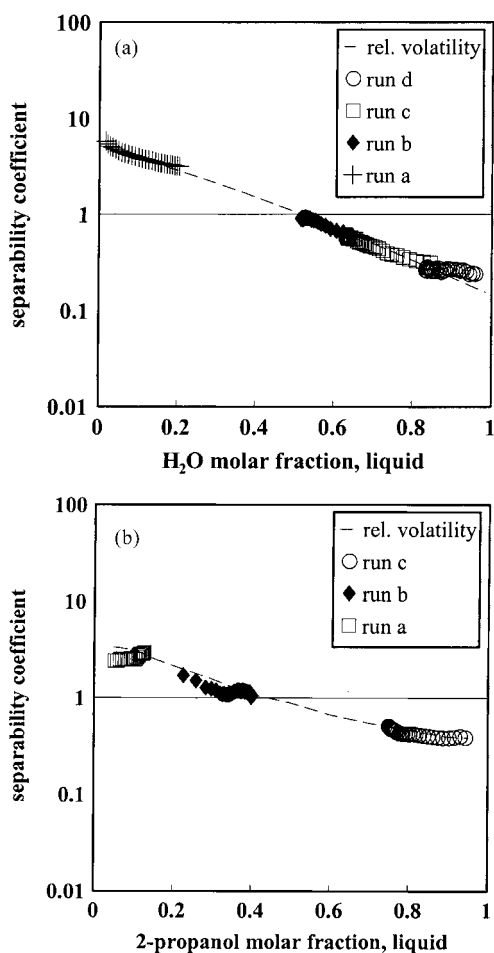 100
(a)
rel. volatility
run d
run c
run b
run a
10
1
0.1
0.01
separability coefficient
0 0.2 0.4 0.6 0.8 1
H₂O molar fraction, liquid
100
(b)
rel. volatility
run c
run b
run a
10
1
0.1
0.01
separability coefficient
0 0.2 0.4 0.6 0.8 1
2-propanol molar fraction, liquid